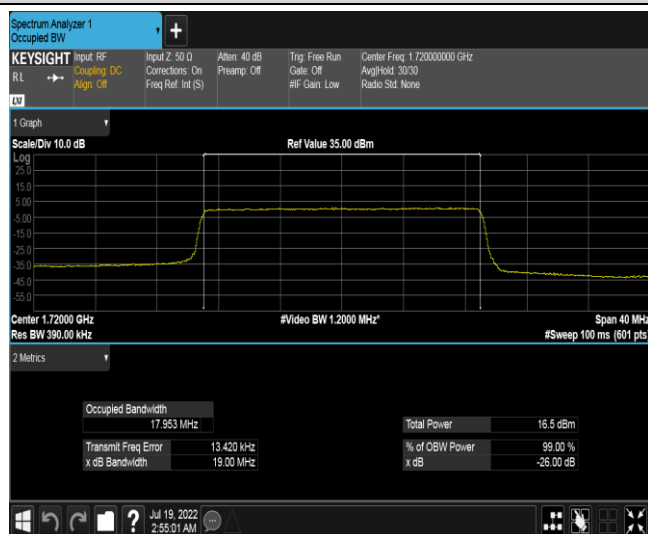 Spectrum Analyzer 1
Occupied BW
+
KEYSIGHT
RL
LXI
Input: RF
Coupling: DC
Align: Off
Input Z: 50 Ω
Corrections: On
Freq Ref: Int (S)
Atten: 40 dB
Preamp: Off
Trig: Free Run
Gate: Off
#IF Gain: Low
Center Freq: 1.720000000 GHz
Avg|Hold: 30/30
Radio Std: None
1 Graph
Scale/Div 10.0 dB
Ref Value 35.00 dBm
Log
25.0
15.0
5.00
-5.00
-15.0
-25.0
-35.0
-45.0
-55.0
Center 1.72000 GHz
#Video BW 1.2000 MHz*
Span 40 MHz
Res BW 390.00 kHz
#Sweep 100 ms (601 pts)
2 Metrics
Occupied Bandwidth
17.953 MHz
Total Power 16.5 dBm
Transmit Freq Error 13.420 kHz
% of OBW Power 99.00 %
x dB Bandwidth 19.00 MHz
x dB -26.00 dB
?
Jul 19, 2022
2:55:01 AM